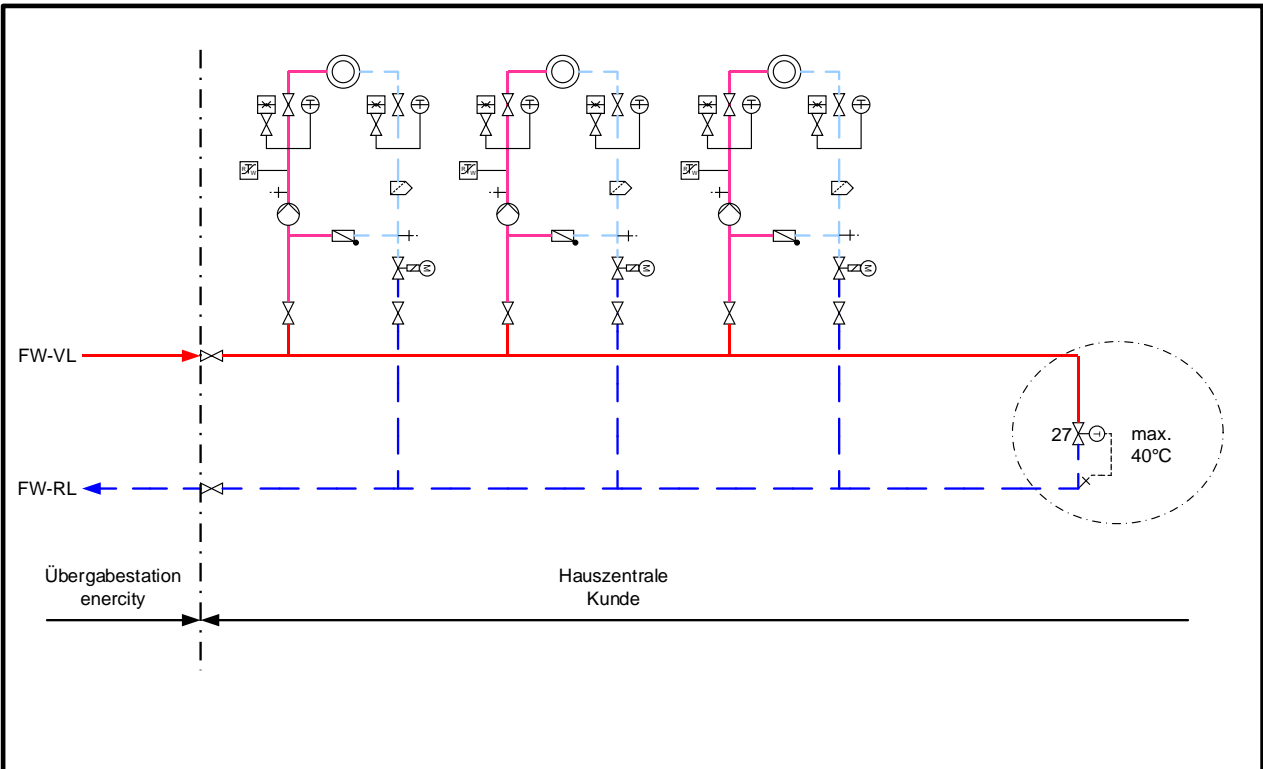 FW-VL
27
max.
40°C
FW-RL
Übergabestation
enercity
Hauszentrale
Kunde
M
M
M
T
T
T
T
T
T
T